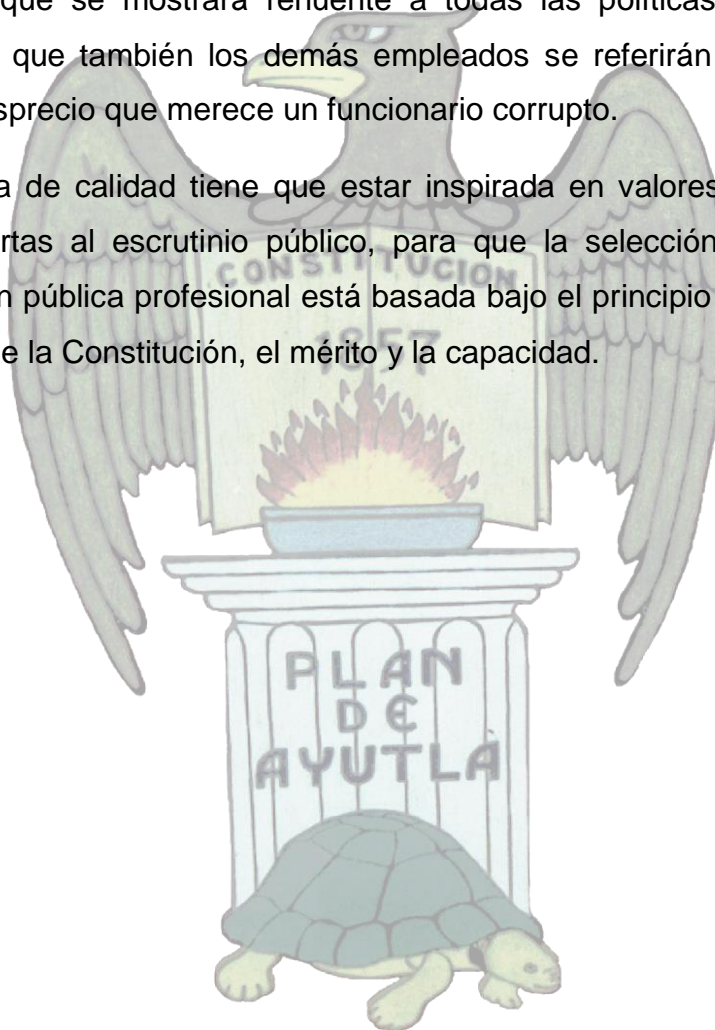 que se mostrará renuente a todas las políticas
que también los demás empleados se referirán
sprecio que merece un funcionario corrupto.
a de calidad tiene que estar inspirada en valores
rtas al escrutinio público, para que la selección
n pública profesional está basada bajo el principio
e la Constitución, el mérito y la capacidad.
CONSTITUCION
1857
PLAN
DE
AYUTLA